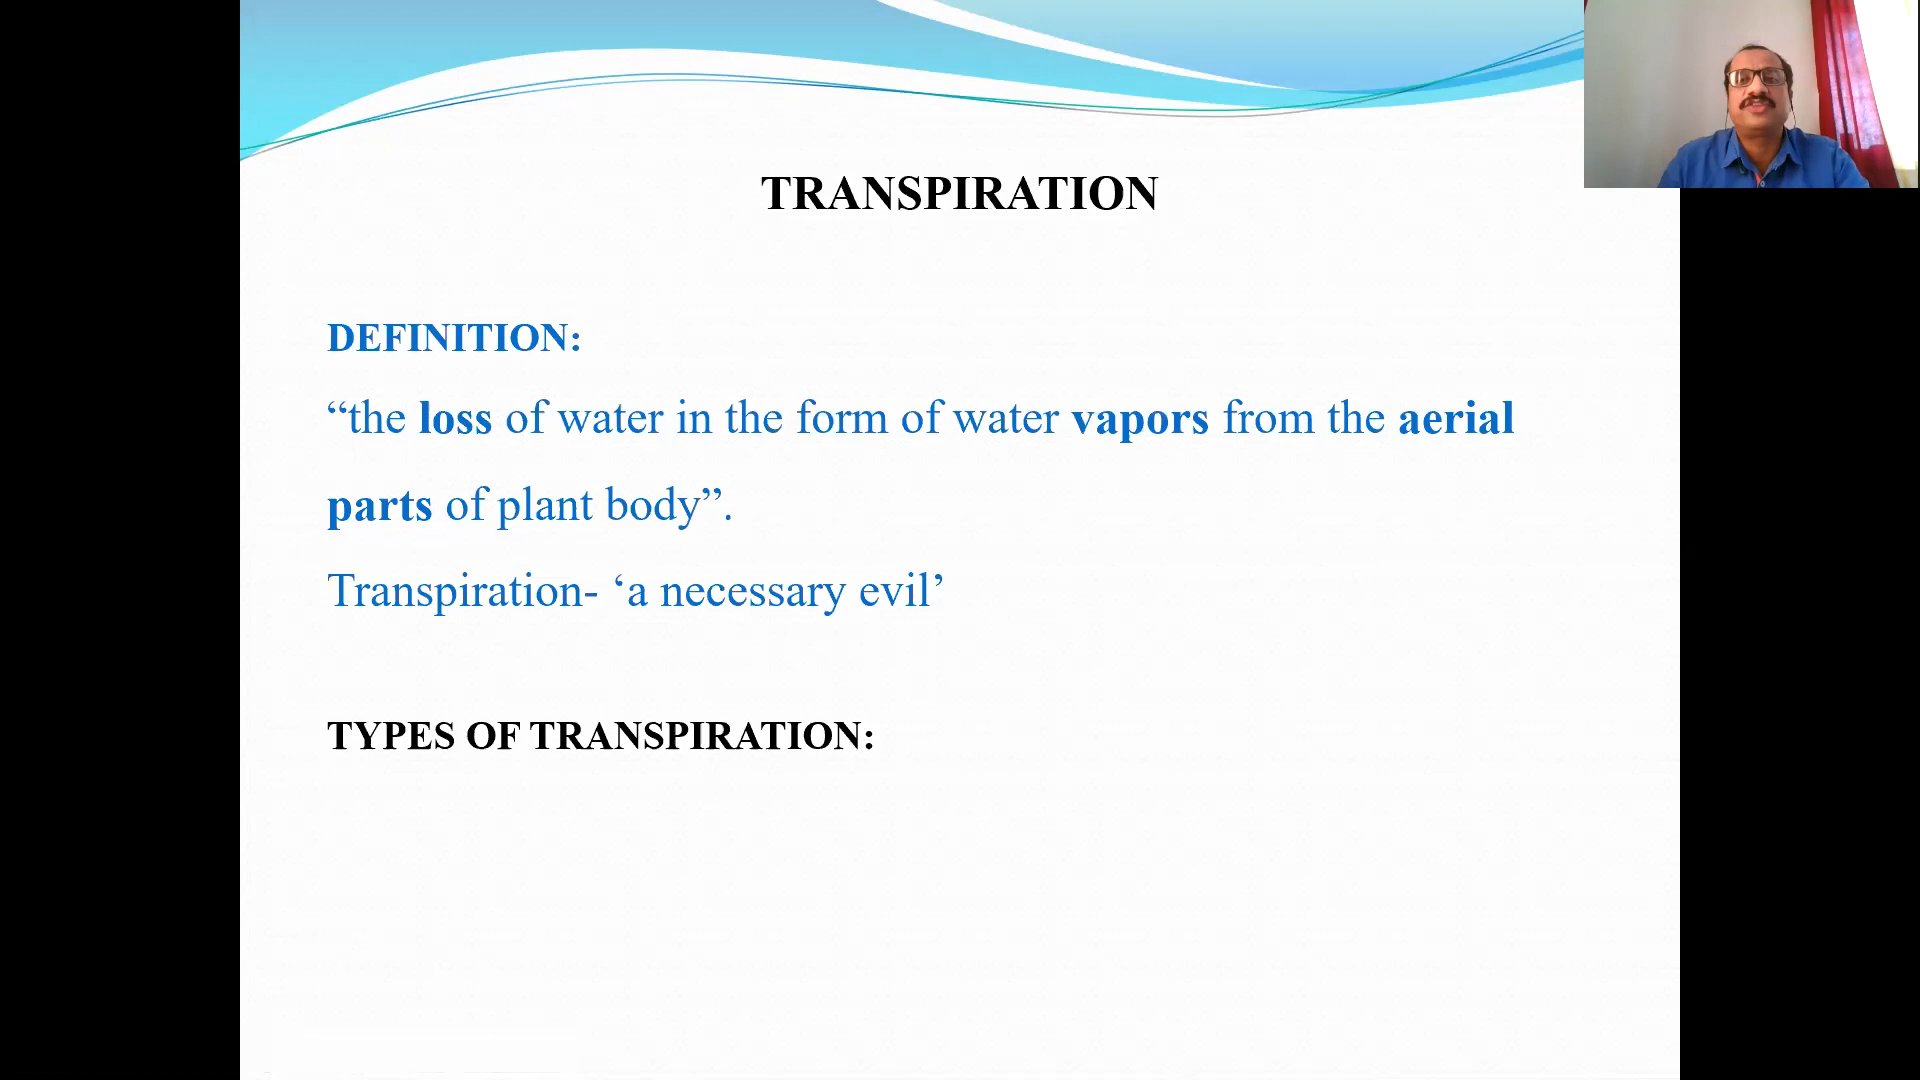 TRANSPIRATION
DEFINITION:
“the loss of water in the form of water vapors from the aerial
parts of plant body”.
Transpiration- ‘a necessary evil’
TYPES OF TRANSPIRATION: